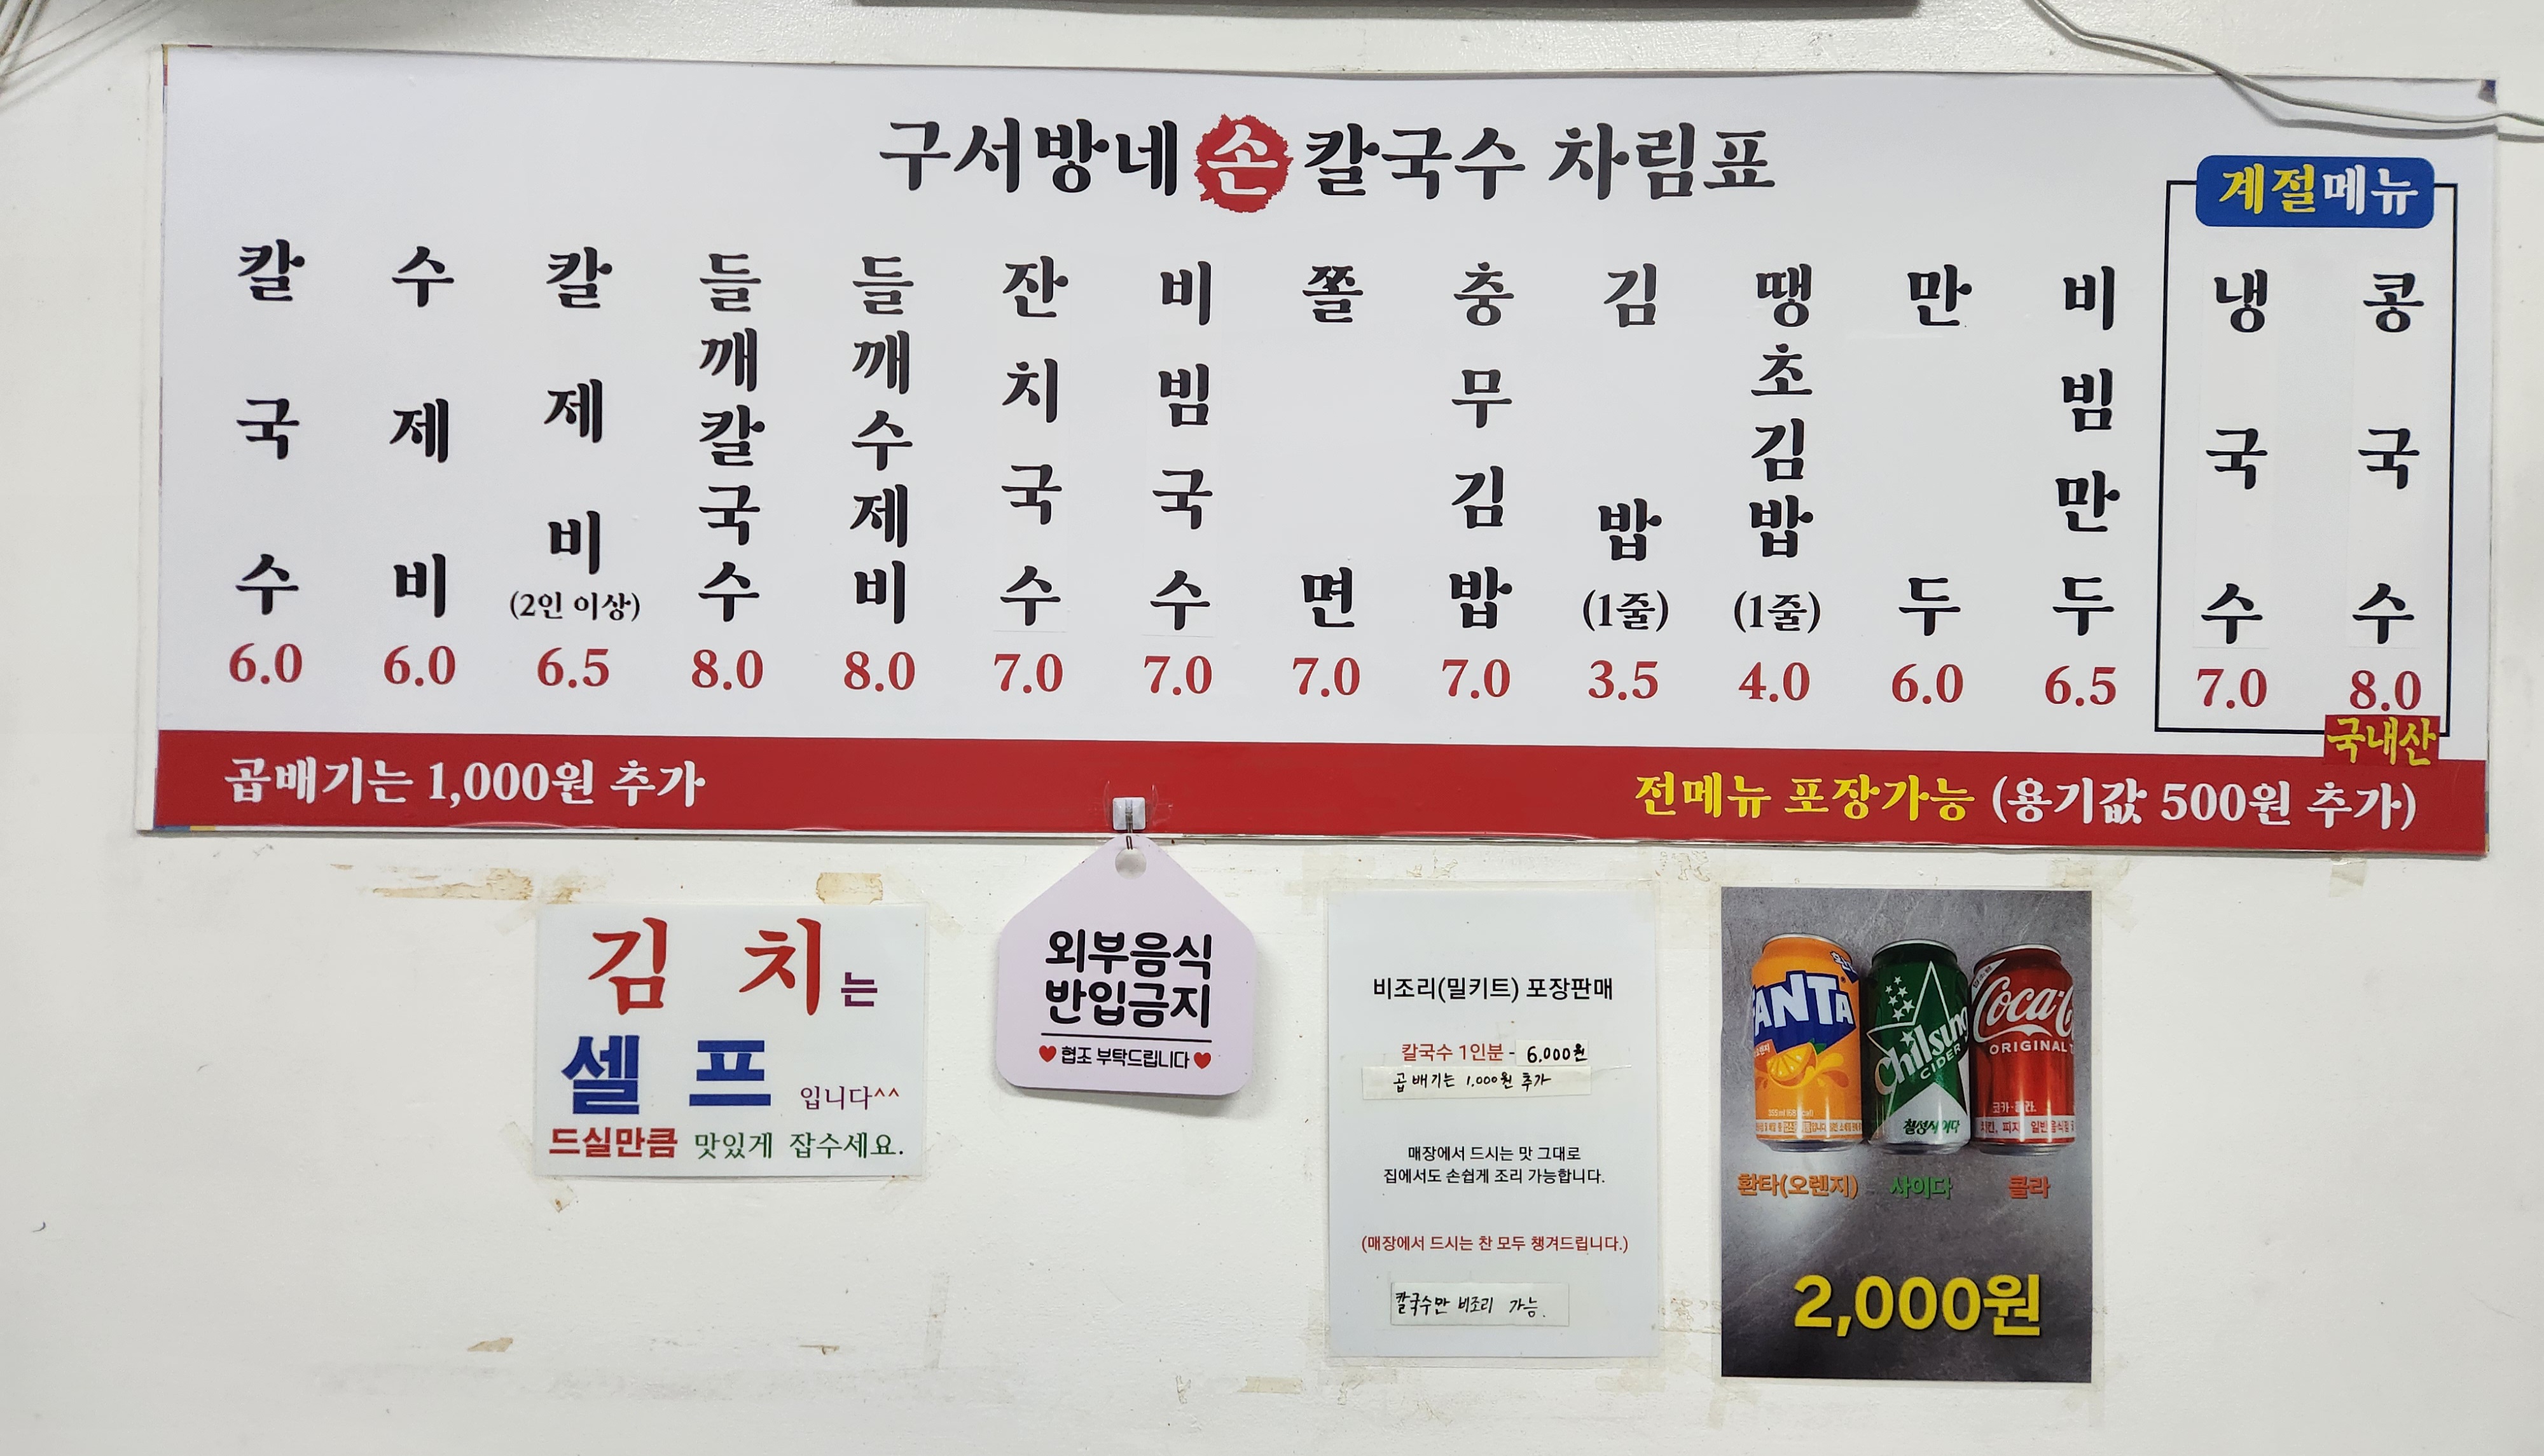 구서방네 손 칼국수 차림표
계절메뉴
칼국수 6.0
수제비 6.0
칼제비 (2인 이상) 6.5
들깨칼국수 8.0
들깨수제비 8.0
잔치국수 7.0
비빔국수 7.0
쫄면 7.0
충무김밥 7.0
김밥 (1줄) 3.5
땡초김밥 (1줄) 4.0
만두 6.0
비빔만두 6.5
냉국수 7.0
콩국수 8.0
국내산
곱배기는 1,000원 추가
전메뉴 포장가능 (용기값 500원 추가)
김 치는
셀 프 입니다^^
드실만큼 맛있게 잡수세요.
외부음식
반입금지
협조 부탁드립니다
비조리(밀키트) 포장판매
칼국수 1인분 - 6,000원
곱배기는 1,000원 추가
매장에서 드시는 맛 그대로
집에서도 손쉽게 조리 가능합니다.
(매장에서 드시는 찬 모두 챙겨드립니다.)
칼국수만 비조리 가능.
FANTA
Chilsung
CIDER
칠성사이다
Coca-C
ORIGINAL
환타(오렌지) 사이다 콜라
2,000원